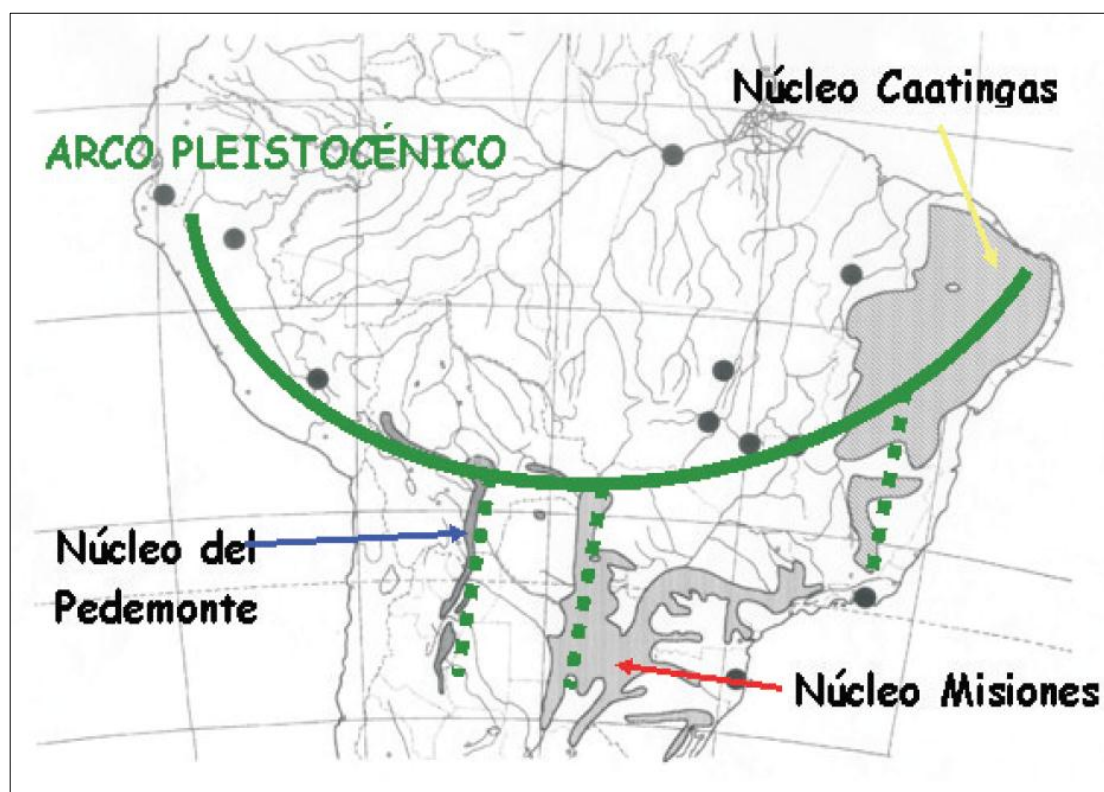 Núcleo Caatingas
ARCO PLEISTOCÉNICO
Núcleo del
Pedemonte
Núcleo Misiones